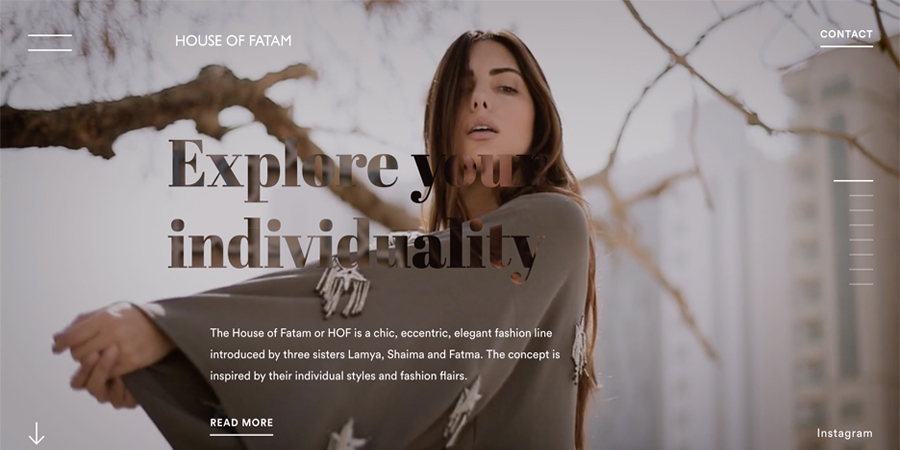 HOUSE OF FATAM
CONTACT
Explore your
individuality
The House of Fatam or HOF is a chic, eccentric, elegant fashion line
introduced by three sisters Lamya, Shaima and Fatma. The concept is
inspired by their individual styles and fashion flairs.
READ MORE
Instagram